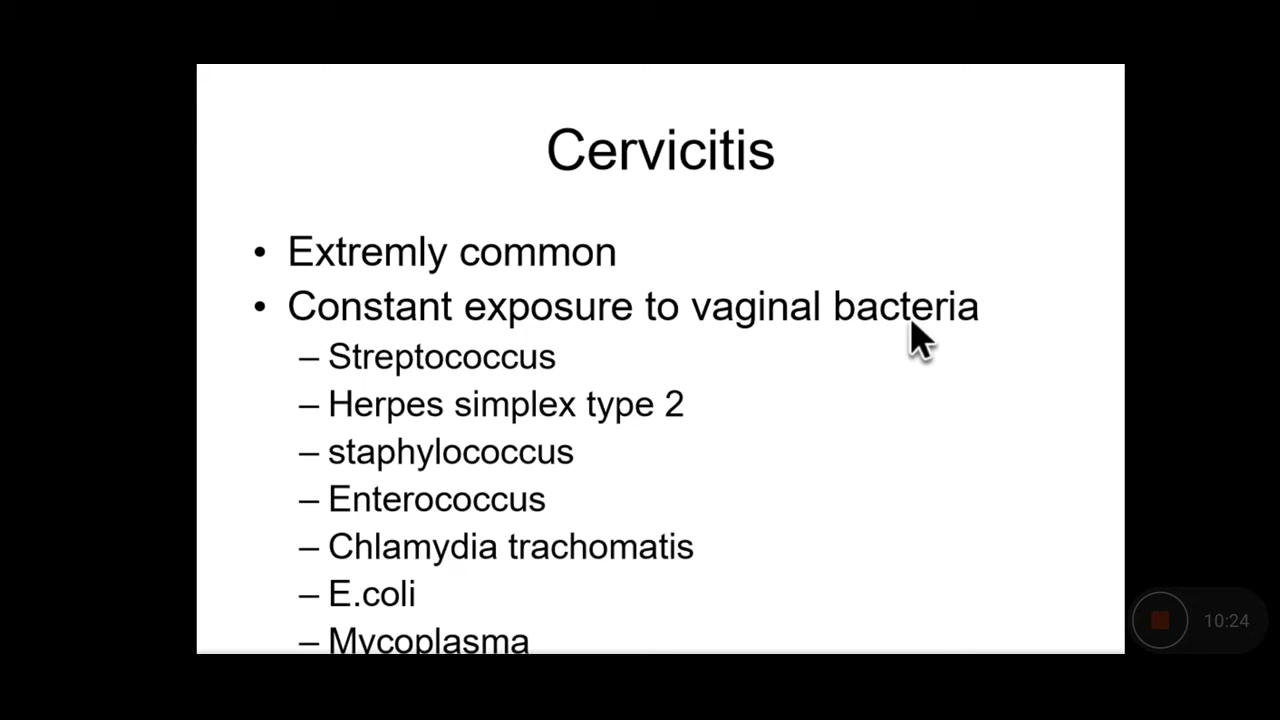 Cervicitis
• Extremly common
• Constant exposure to vaginal bacteria
– Streptococcus
– Herpes simplex type 2
– staphylococcus
– Enterococcus
– Chlamydia trachomatis
– E.coli
– Mycoplasma
10:24